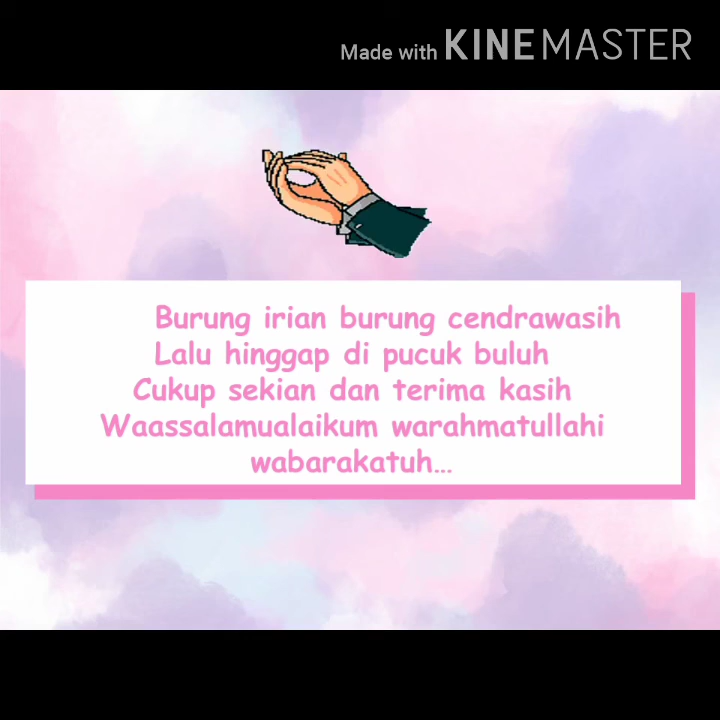 Made with KINEMASTER
Burung irian burung cendrawasih
Lalu hinggap di pucuk buluh
Cukup sekian dan terima kasih
Waassalamualaikum warahmatullahi
wabarakatuh...